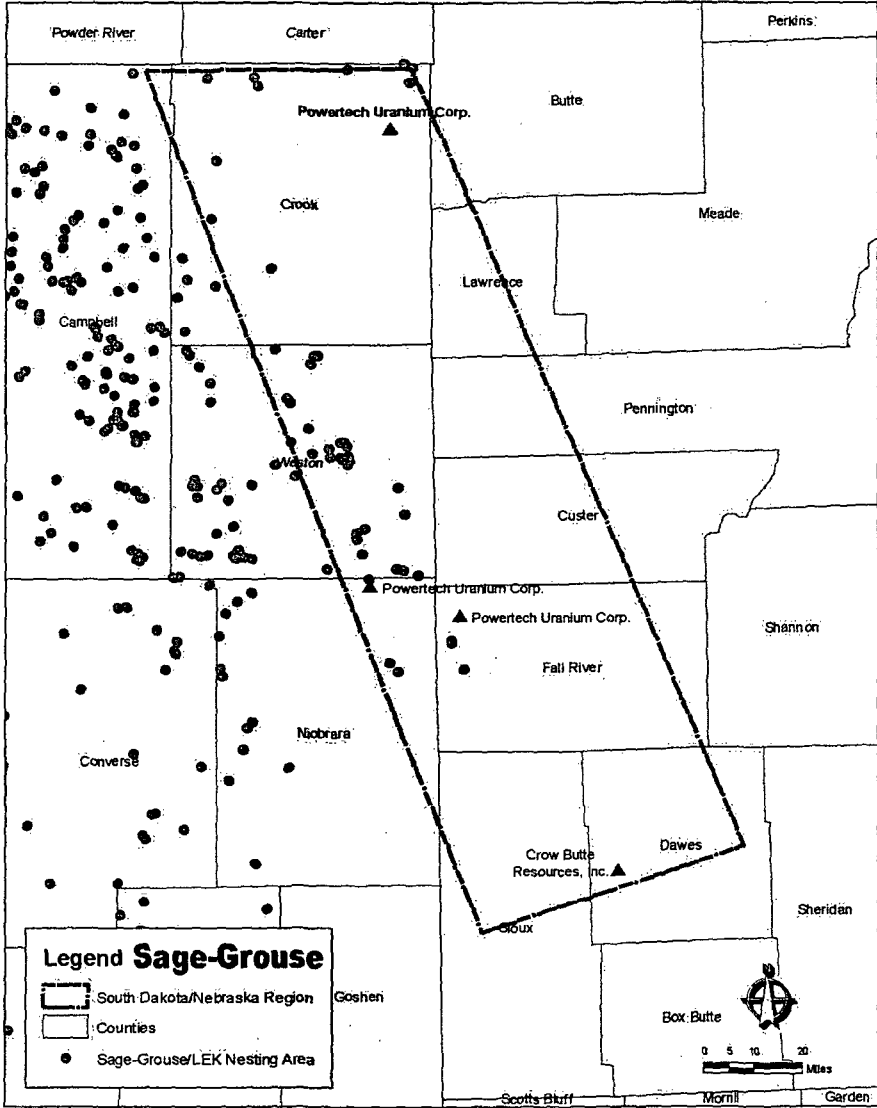 Powder River
Carter
Perkins
Butte
Powertech Uranium Corp.
Crook
Meade
Lawrence
Campbell
Pennington
Weston
Custer
Powertech Uranium Corp.
Powertech Uranium Corp.
Shannon
Fall River
Niobrara
Converse
Crow Butte
Resources, Inc.
Dawes
Sheridan
Sioux
Legend Sage-Grouse
South Dakota/Nebraska Region
Goshen
Counties
Sage-Grouse/LEK Nesting Area
Box Butte
0 5 10 20
Miles
Scotts Bluff
Morrill
Garden